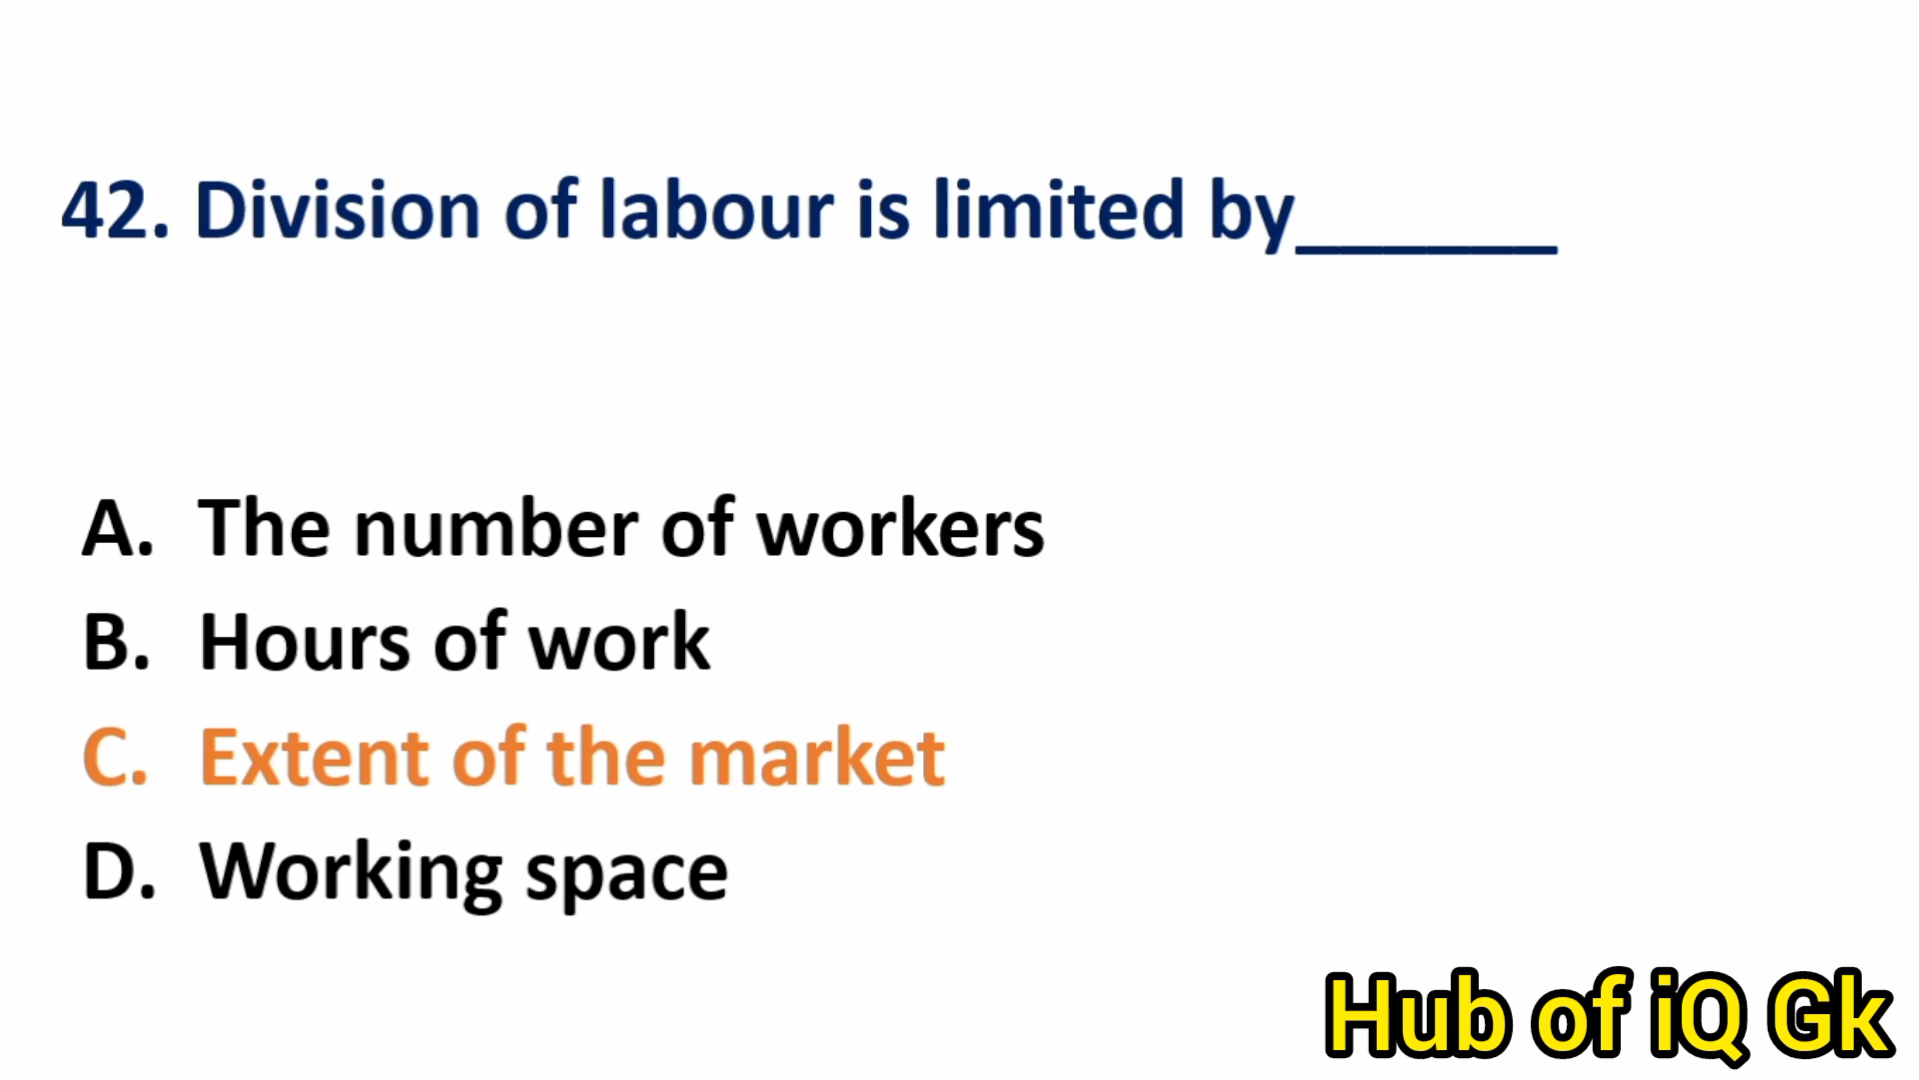 42. Division of labour is limited by______
A. The number of workers
B. Hours of work
C. Extent of the market
D. Working space
Hub of iQ Gk